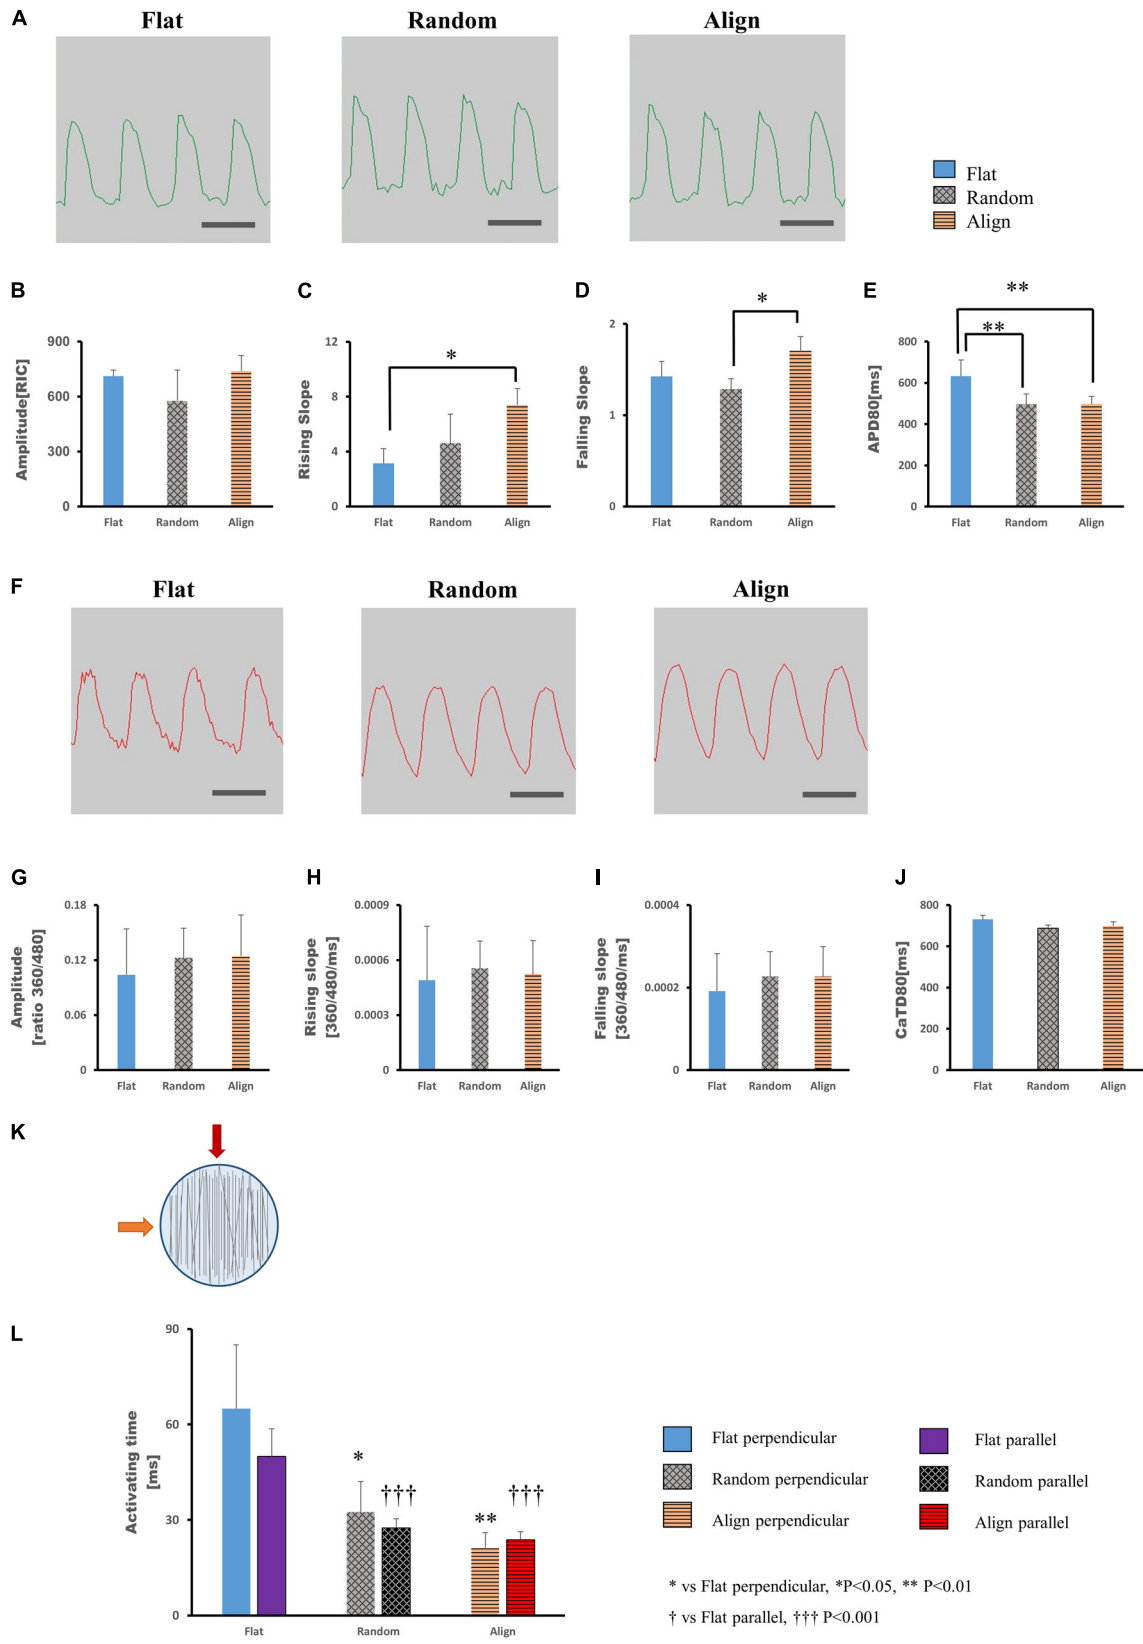 A
Flat
Random
Align
Flat
Random
Align
B
Amplitude[RIC]
900
600
300
0
Flat
Random
Align
C
Rising Slope
12
8
4
0
*
Flat
Random
Align
D
Falling Slope
2
1
0
*
Flat
Random
Align
E
APD80[ms]
800
600
400
200
0
**
**
Flat
Random
Align
F
Flat
Random
Align
G
Amplitude
[ratio 360/480]
0.18
0.12
0.06
0
Flat
Random
Align
H
Rising slope
[360/480/ms]
0.0009
0.0006
0.0003
0
Flat
Random
Align
I
Falling slope
[360/480/ms]
0.0004
0.0002
0
Flat
Random
Align
J
CaTD80[ms]
800
600
400
200
0
Flat
Random
Align
K
L
Activating time
[ms]
90
60
30
0
*
†††
**
†††
Flat
Random
Align
Flat perpendicular
Random perpendicular
Align perpendicular
Flat parallel
Random parallel
Align parallel
* vs Flat perpendicular, *P<0.05, ** P<0.01
† vs Flat parallel, ††† P<0.001